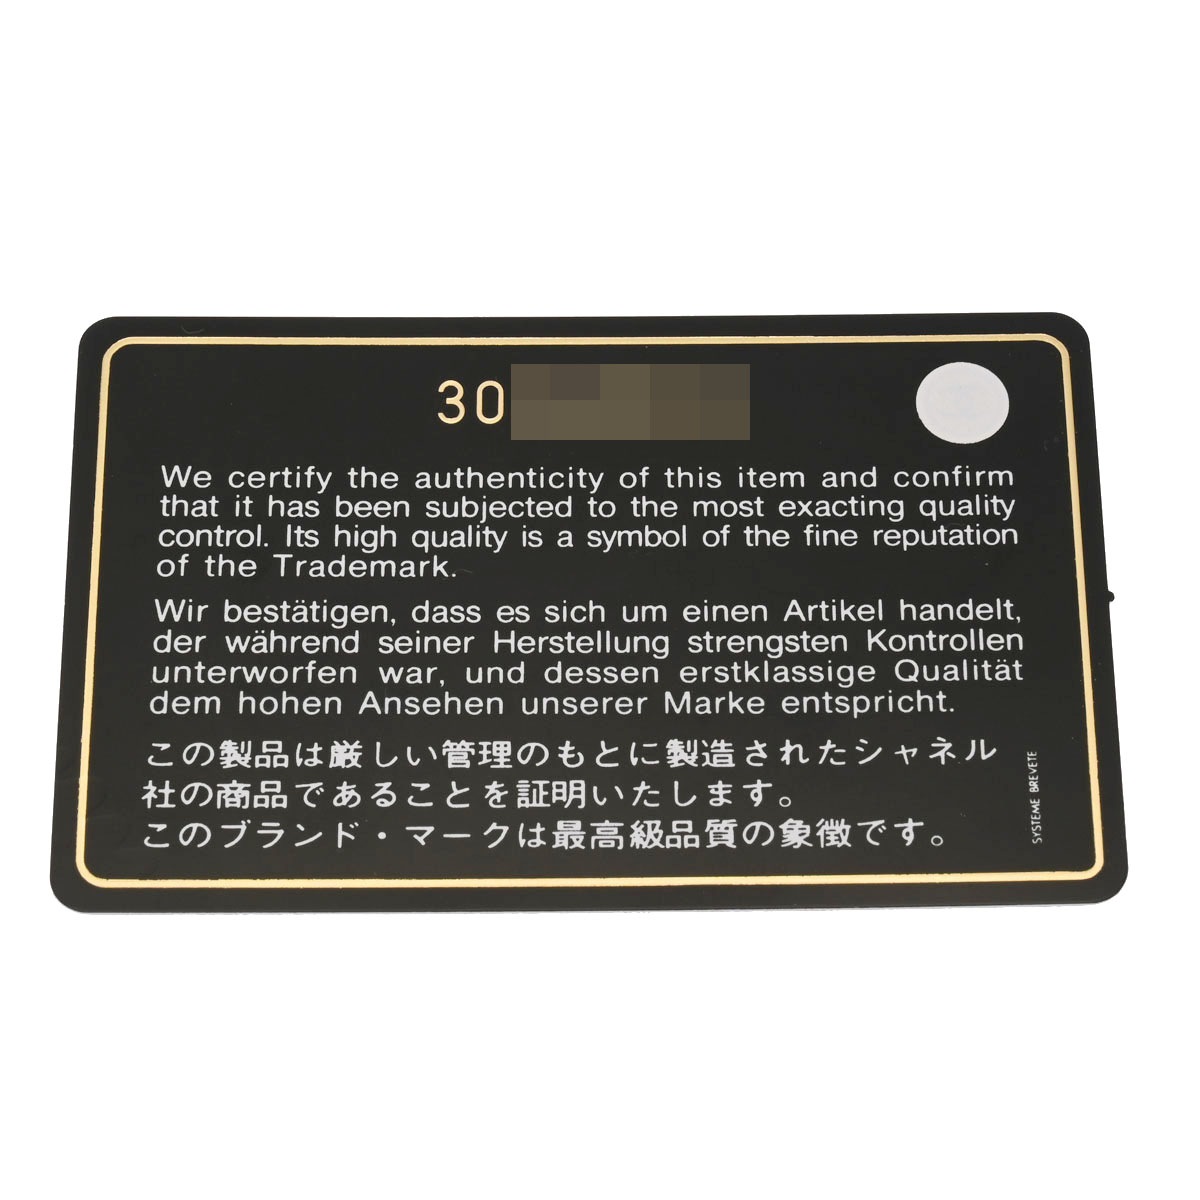 30
We certify the authenticity of this item and confirm
that it has been subjected to the most exacting quality
control. Its high quality is a symbol of the fine reputation
of the Trademark.
Wir bestätigen, dass es sich um einen Artikel handelt,
der während seiner Herstellung strengsten Kontrollen
unterworfen war, und dessen erstklassige Qualität
dem hohen Ansehen unserer Marke entspricht.
この製品は厳しい管理のもとに製造されたシャネル
社の商品であることを証明いたします。
このブランド・マークは最高級品質の象徴です。
SYSTEME BREVETE